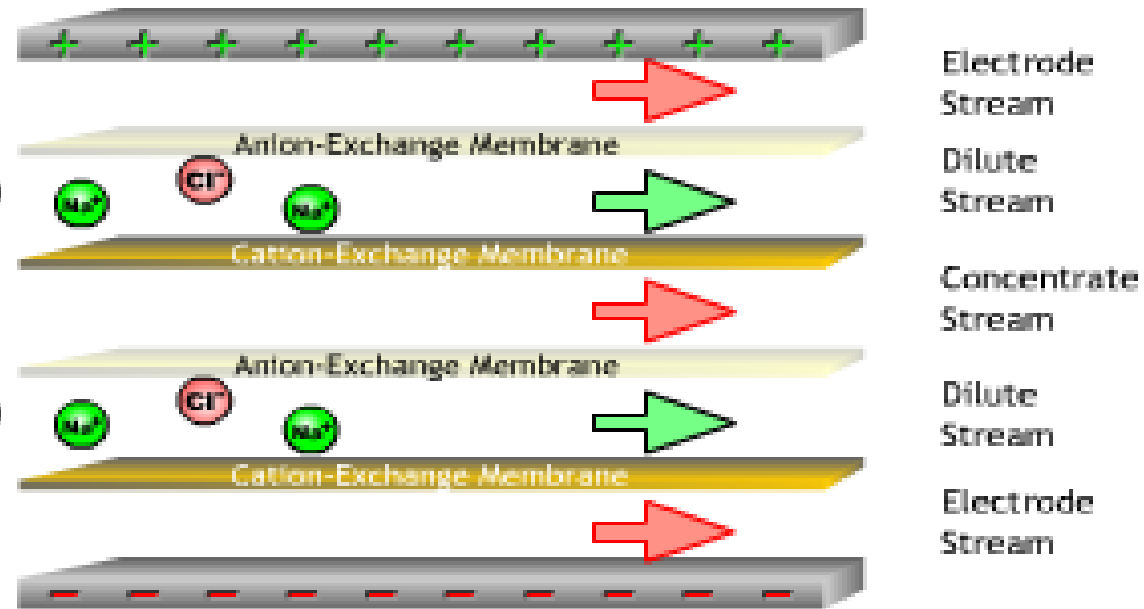 + + + + + + + + + +
Electrode
Stream
Anion-Exchange Membrane
Dilute
Stream
Na⁺ Cl⁻ Na⁺
Cation-Exchange Membrane
Concentrate
Stream
Anion-Exchange Membrane
Dilute
Stream
Na⁺ Cl⁻ Na⁺
Cation-Exchange Membrane
Electrode
Stream
− − − − − − − − − −